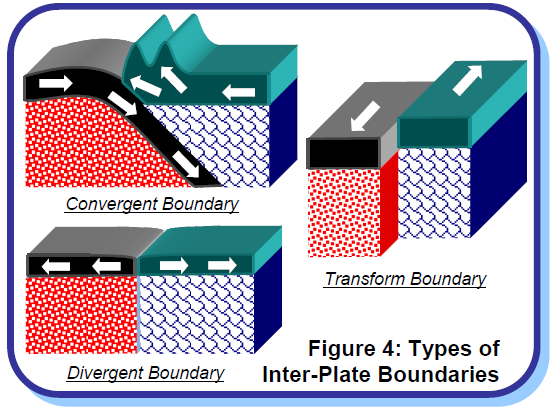 Convergent Boundary
Transform Boundary
Divergent Boundary
Figure 4: Types of
Inter-Plate Boundaries